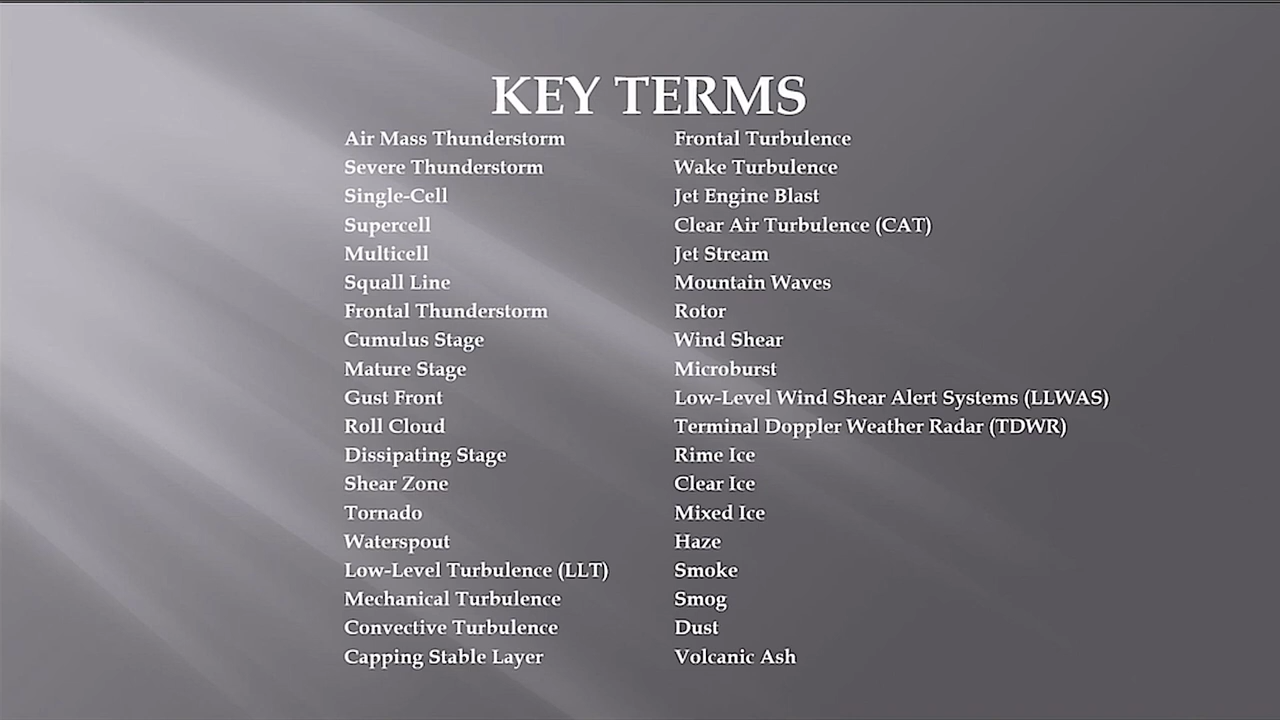 KEY TERMS
Air Mass Thunderstorm
Severe Thunderstorm
Single-Cell
Supercell
Multicell
Squall Line
Frontal Thunderstorm
Cumulus Stage
Mature Stage
Gust Front
Roll Cloud
Dissipating Stage
Shear Zone
Tornado
Waterspout
Low-Level Turbulence (LLT)
Mechanical Turbulence
Convective Turbulence
Capping Stable Layer
Frontal Turbulence
Wake Turbulence
Jet Engine Blast
Clear Air Turbulence (CAT)
Jet Stream
Mountain Waves
Rotor
Wind Shear
Microburst
Low-Level Wind Shear Alert Systems (LLWAS)
Terminal Doppler Weather Radar (TDWR)
Rime Ice
Clear Ice
Mixed Ice
Haze
Smoke
Smog
Dust
Volcanic Ash